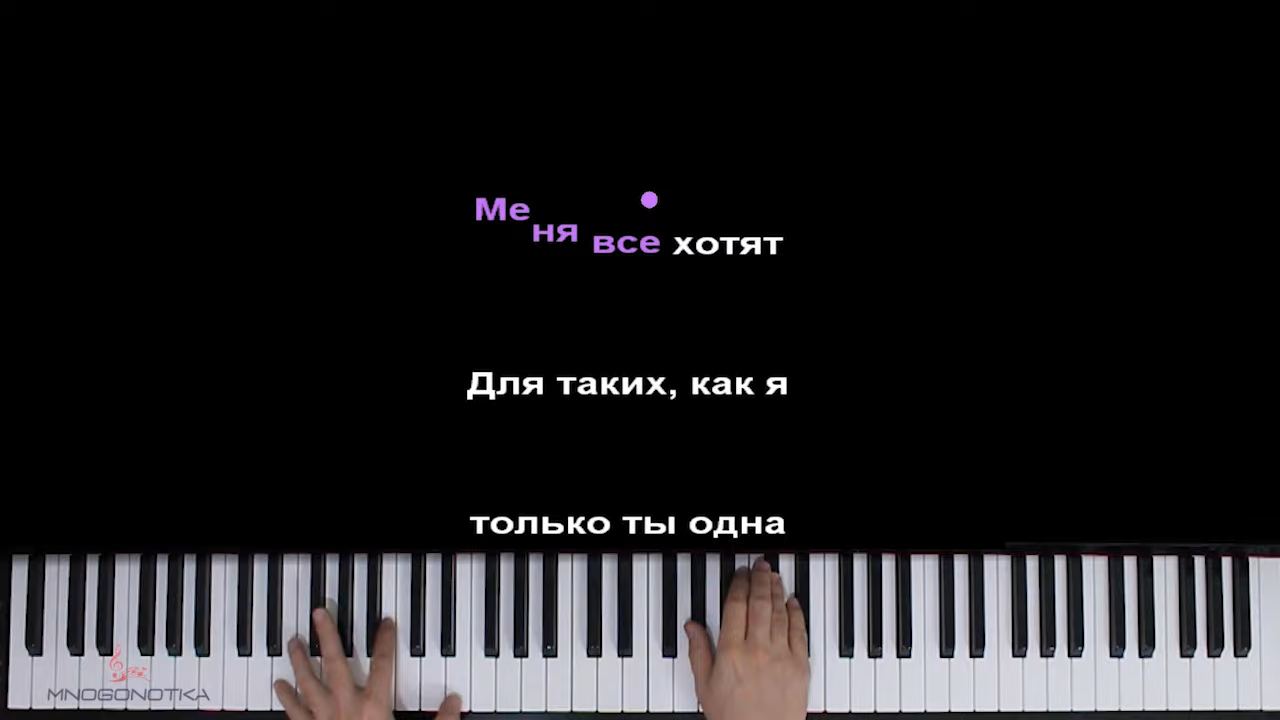 Меня все хотят
Для таких, как я
только ты одна
MNOGONOTKA